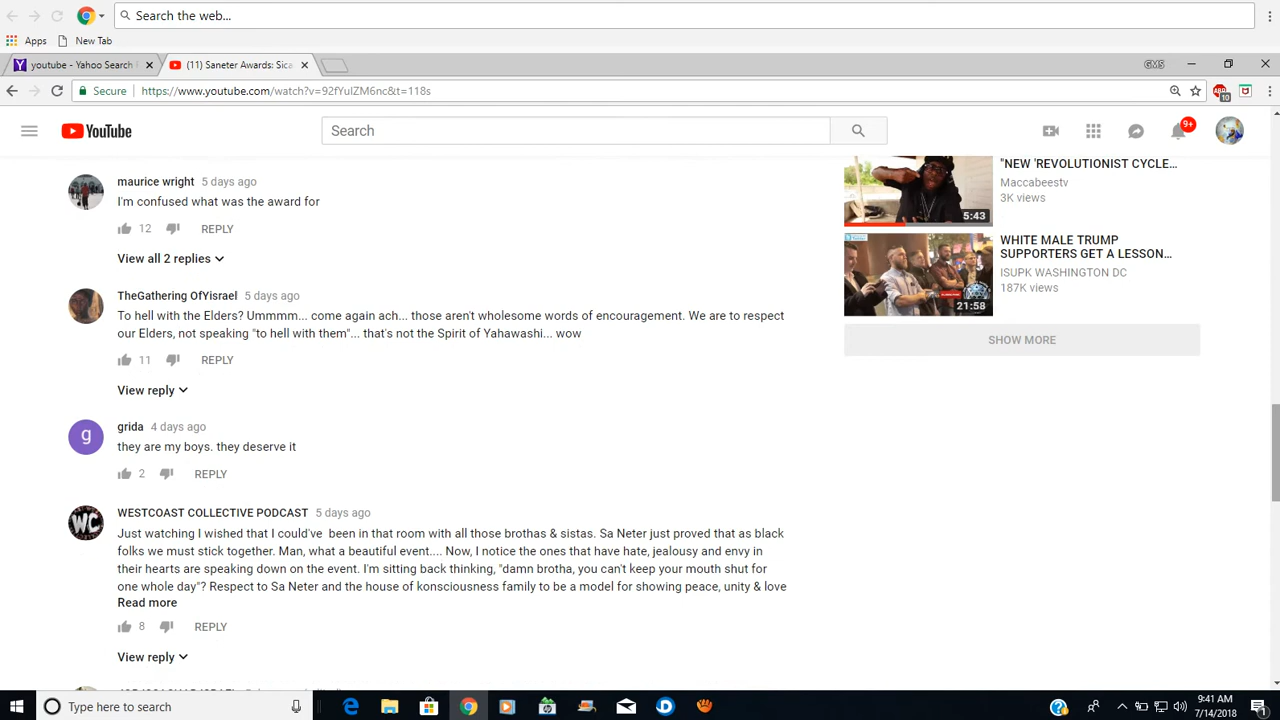 Search the web...
Apps New Tab
youtube - Yahoo Search (11) Saneter Awards: Sica GMS
Secure https://www.youtube.com/watch?v=92fYuIZM6nc&t=118s
ABP 10
YouTube Search 9+
maurice wright 5 days ago
I'm confused what was the award for
12 REPLY
View all 2 replies
TheGathering OfYisrael 5 days ago
To hell with the Elders? Um, nah... come again ach... those aren't wholesome words of encouragement. We are to respect
our Elders, not speaking "to hell with them"... that's not the Spirit of Yahawashi... wow
11 REPLY
View reply
g
grida 4 days ago
they are my boys. they deserve it
2 REPLY
WC
WESTCOAST COLLECTIVE PODCAST 5 days ago
Just watching I wished that I could've been in that room with all those brothas & sistas. Sa Neter just proved that as black
folks we must stick together. Man, what a beautiful event.... Now, I notice the ones that have hate, jealousy and envy in
their hearts are speaking down on the event. I'm sitting back thinking, "damn brotha, you can't keep your mouth shut for
one whole day"? Respect to Sa Neter and the house of konsciousness family to be a model for showing peace, unity & love
Read more
8 REPLY
View reply
"NEW 'REVOLUTIONIST CYCLE...
Maccabeestv
3K views
5:43
WHITE MALE TRUMP
SUPPORTERS GET A LESSON...
ISUPK WASHINGTON DC
187K views
21:58
SHOW MORE
Type here to search
9:41 AM
7/14/2018
1